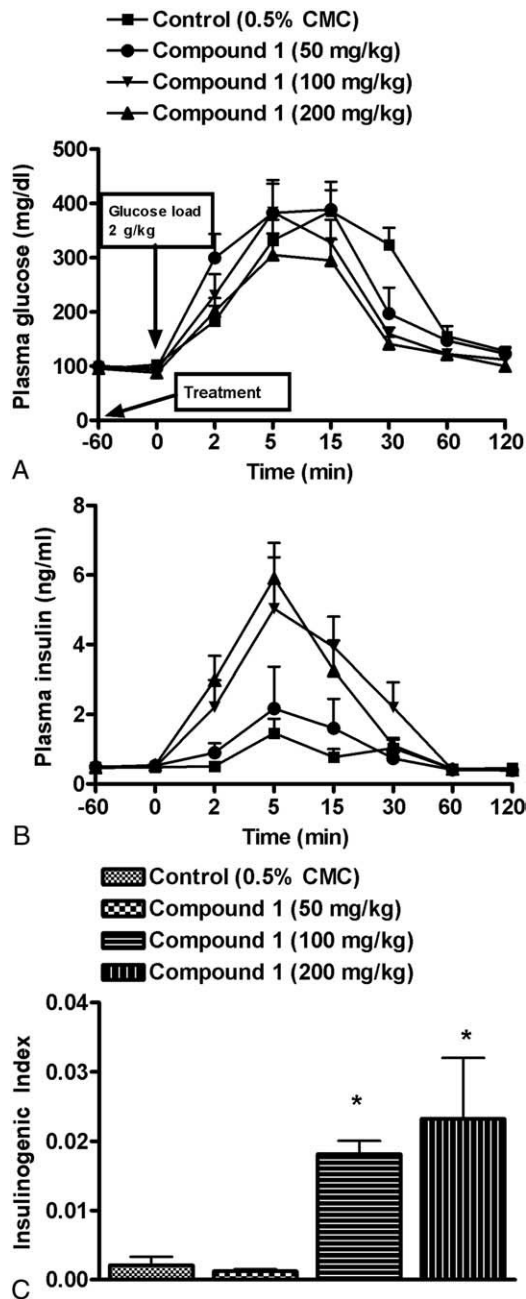 Control (0.5% CMC)
Compound 1 (50 mg/kg)
Compound 1 (100 mg/kg)
Compound 1 (200 mg/kg)
500
400
300
200
100
0
Plasma glucose (mg/dl)
Glucose load
2 g/kg
Treatment
-60 0 2 5 15 30 60 120
Time (min)
A
8
6
4
2
0
Plasma insulin (ng/ml)
-60 0 2 5 15 30 60 120
Time (min)
B
Control (0.5% CMC)
Compound 1 (50 mg/kg)
Compound 1 (100 mg/kg)
Compound 1 (200 mg/kg)
0.04
0.03
0.02
0.01
0.00
Insulinogenic Index
*
*
C